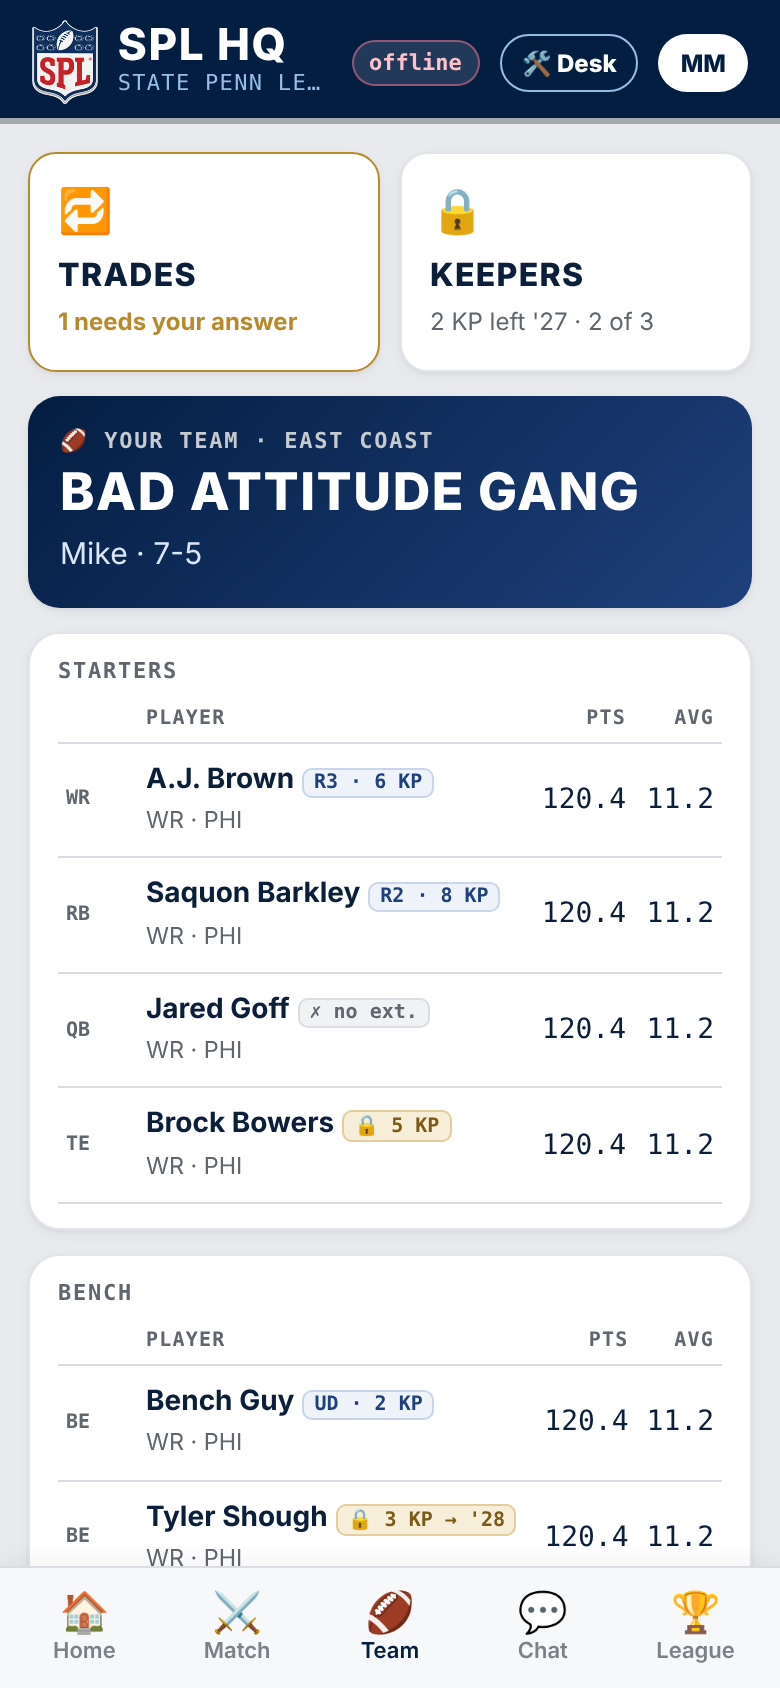 SPL
SPL HQ
STATE PENN LE…
offline
🛠️ Desk
MM
TRADES
1 needs your answer
KEEPERS
2 KP left '27 · 2 of 3
🏈 YOUR TEAM · EAST COAST
BAD ATTITUDE GANG
Mike · 7-5
STARTERS
PLAYER PTS AVG
WR A.J. Brown R3 · 6 KP 120.4 11.2
WR · PHI
RB Saquon Barkley R2 · 8 KP 120.4 11.2
WR · PHI
QB Jared Goff ✗ no ext. 120.4 11.2
WR · PHI
TE Brock Bowers 🔒 5 KP 120.4 11.2
WR · PHI
BENCH
PLAYER PTS AVG
BE Bench Guy UD · 2 KP 120.4 11.2
WR · PHI
BE Tyler Shough 🔒 3 KP → '28 120.4 11.2
WR · PHI
Home Match Team Chat League